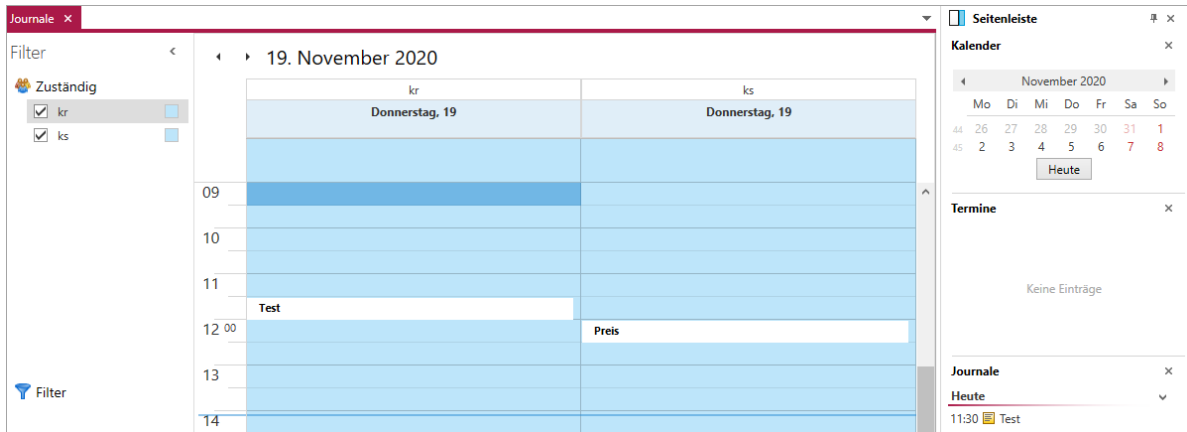 Journale
Filter
Zuständig
kr
ks
Filter
19. November 2020
kr ks
Donnerstag, 19 Donnerstag, 19
09
10
11
Test
12 00
Preis
13
14
Seitenleiste
Kalender
November 2020
Mo Di Mi Do Fr Sa So
44 26 27 28 29 30 31 1
45 2 3 4 5 6 7 8
Heute
Termine
Keine Einträge
Journale
Heute
11:30 Test